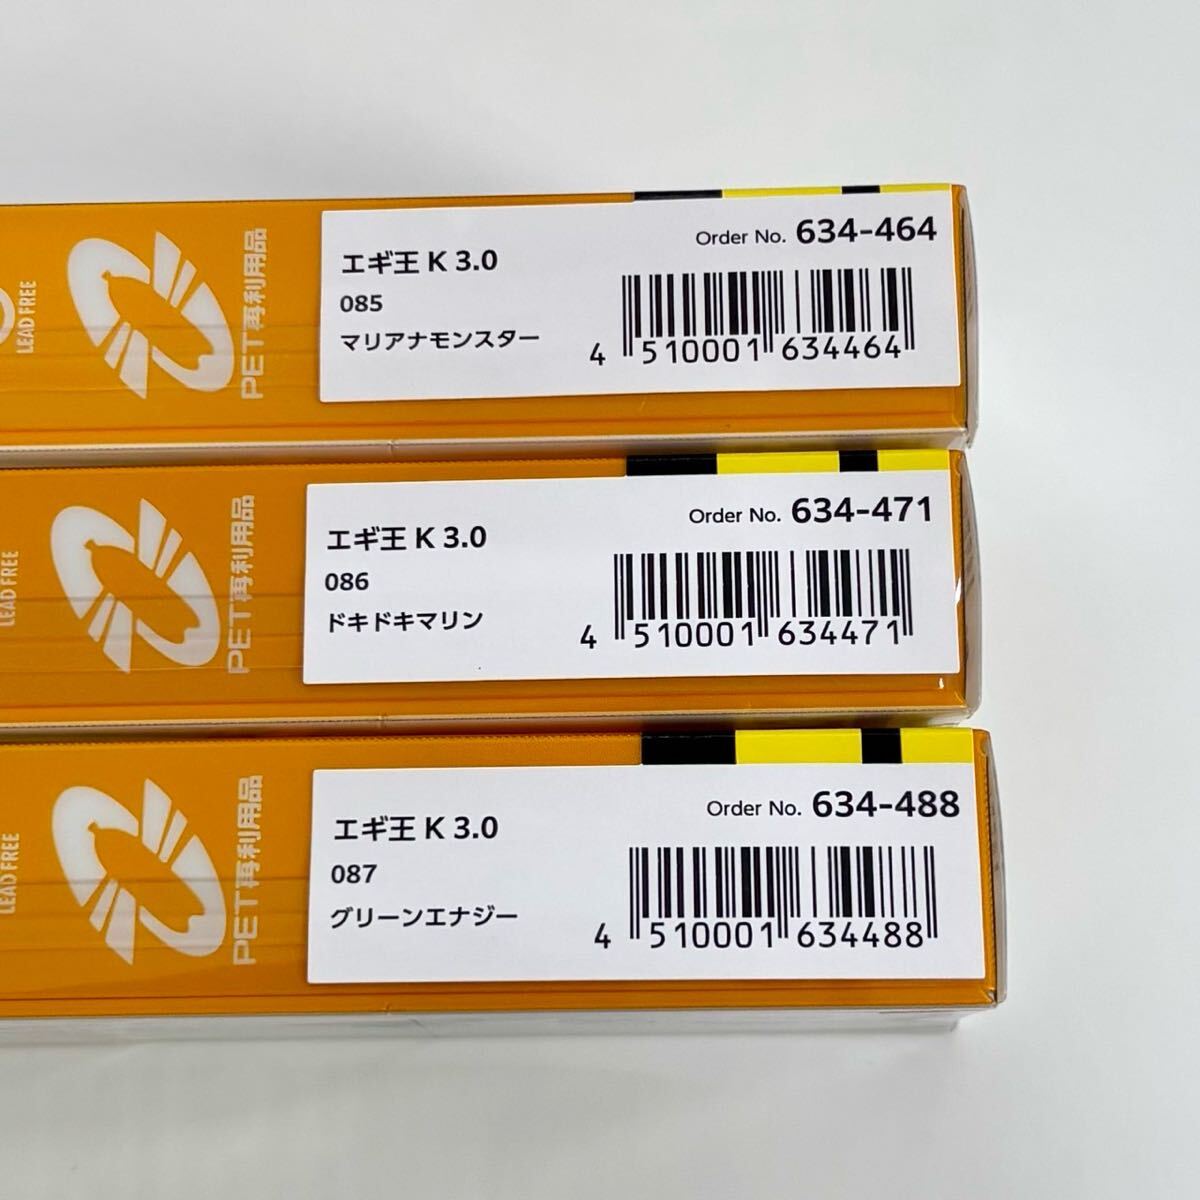 LEAD FREE
PET再利用品
エギ王 K 3.0
085
マリアナモンスター
Order No. 634-464
4 510001 634464
LEAD FREE
PET再利用品
エギ王 K 3.0
086
ドキドキマリン
Order No. 634-471
4 510001 634471
LEAD FREE
PET再利用品
エギ王 K 3.0
087
グリーンエナジー
Order No. 634-488
4 510001 634488